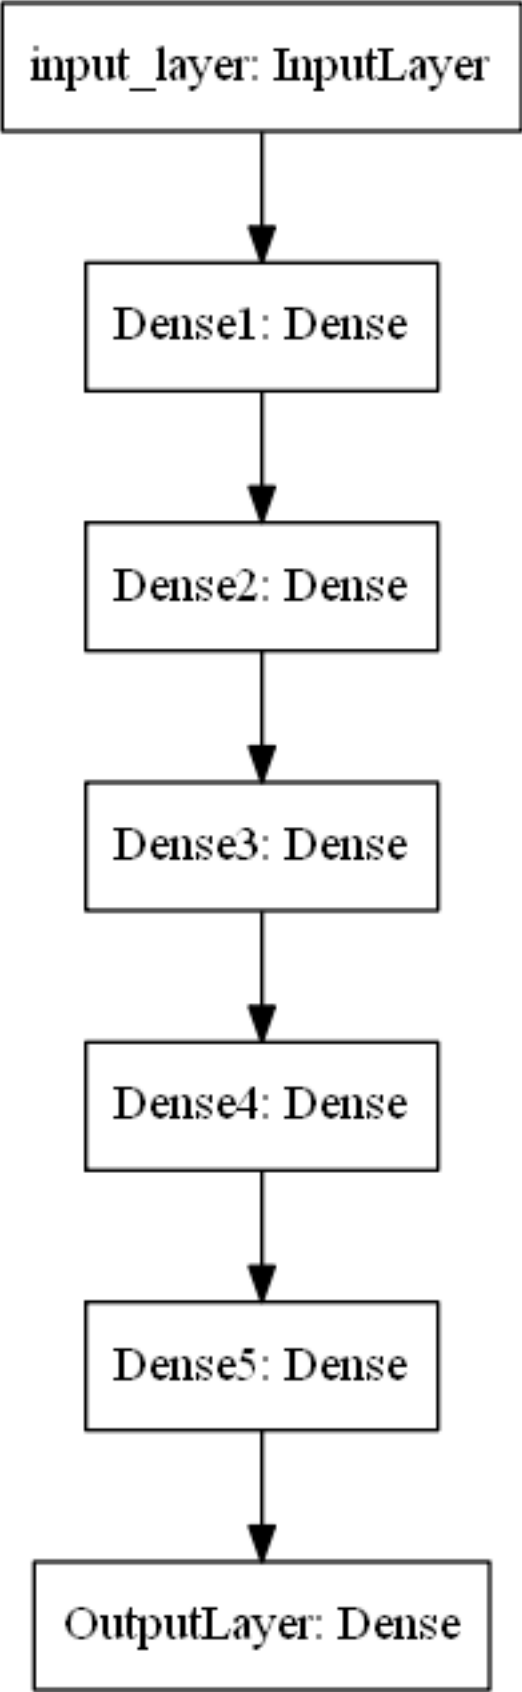 input_layer: InputLayer
Dense1: Dense
Dense2: Dense
Dense3: Dense
Dense4: Dense
Dense5: Dense
OutputLayer: Dense